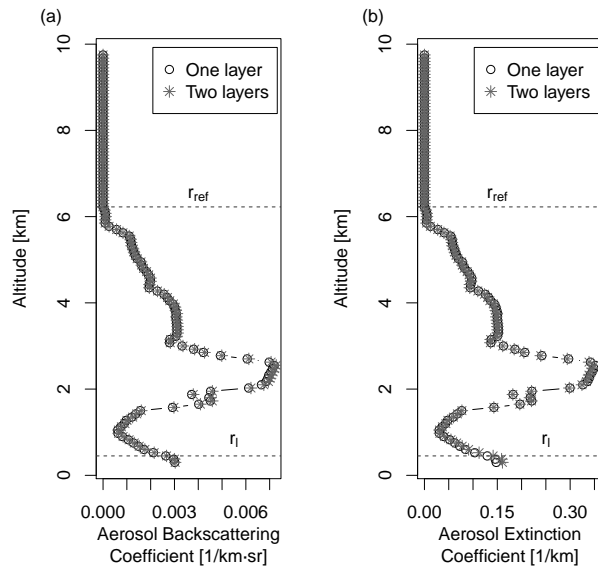 (a)
One layer
Two layers
r_ref
r_l
Altitude [km]
0 2 4 6 8 10
0.000 0.003 0.006
Aerosol Backscattering
Coefficient [1/km·sr]
(b)
One layer
Two layers
r_ref
r_l
Altitude [km]
0 2 4 6 8 10
0.00 0.15 0.30
Aerosol Extinction
Coefficient [1/km]